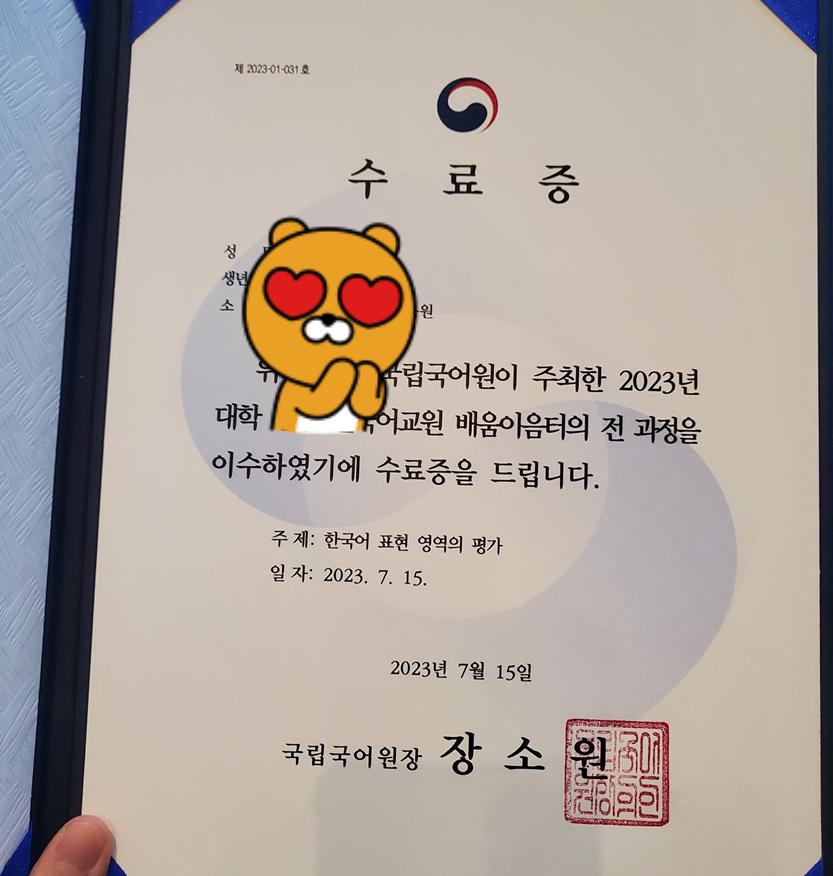 제 2023-01-031 호
수 료 증
성
생년
소 원
국립국어원이 주최한 2023년
대학 어교원 배움이음터의 전 과정을
이수하였기에 수료증을 드립니다.
주 제: 한국어 표현 영역의 평가
일 자: 2023. 7. 15.
2023년 7월 15일
국립국어원장 장 소 원